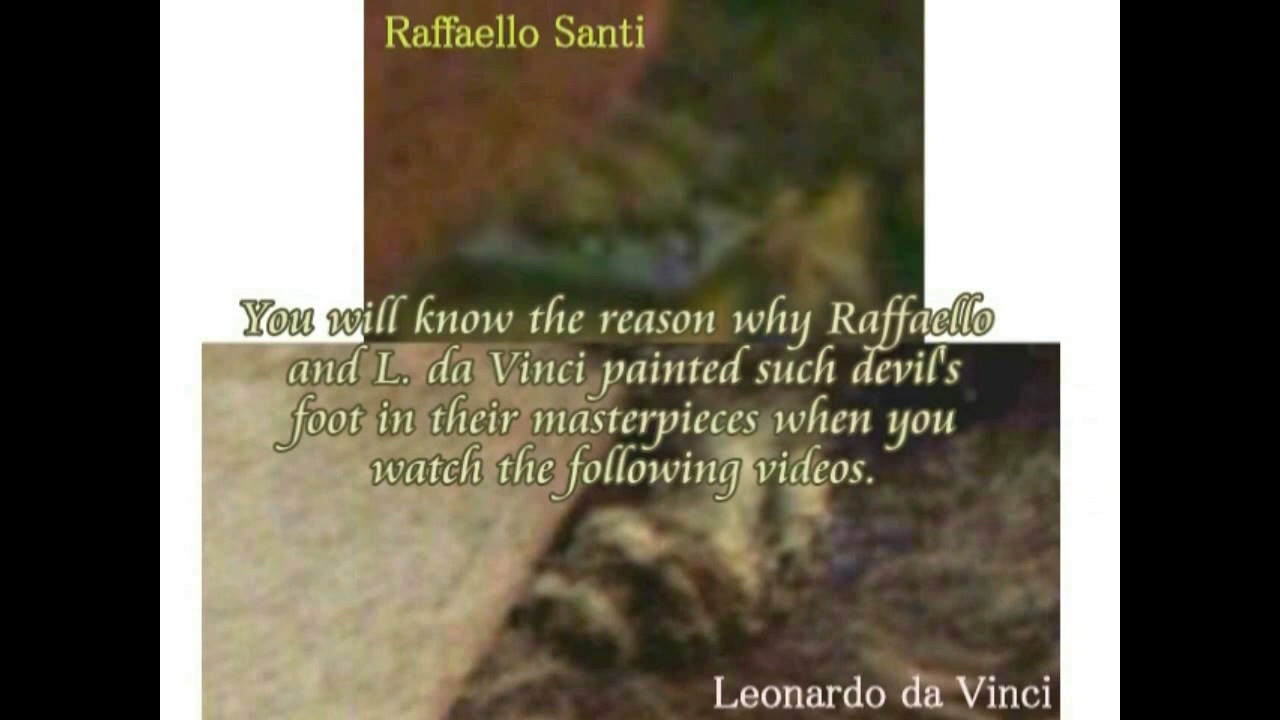 Raffaello Santi
You will know the reason why Raffaello
and L. da Vinci painted such devil's
foot in their masterpieces when you
watch the following videos.
Leonardo da Vinci